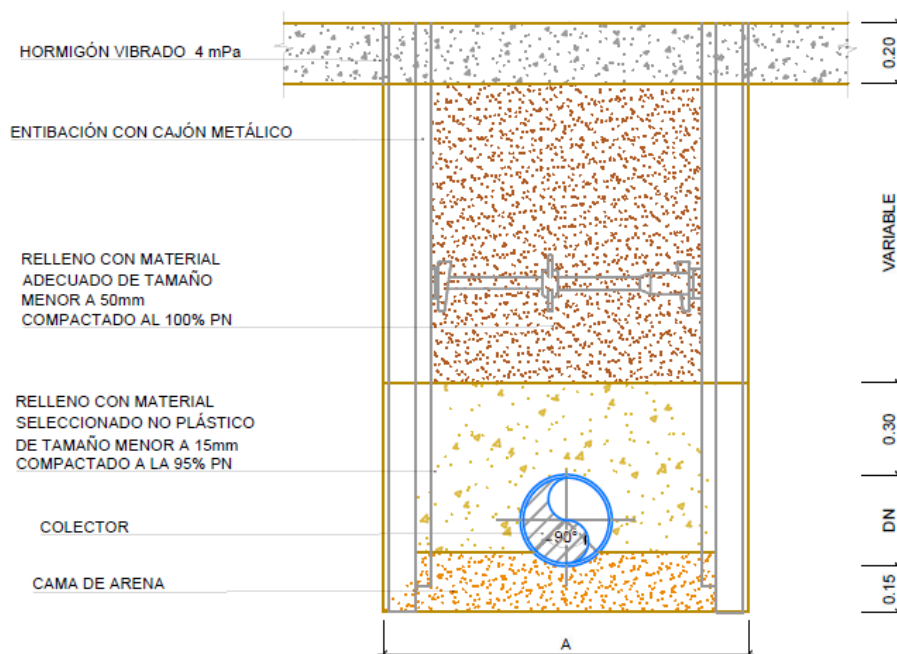 HORMIGÓN VIBRADO 4 mPa
0.20
ENTIBACIÓN CON CAJÓN METÁLICO
VARIABLE
RELLENO CON MATERIAL
ADECUADO DE TAMAÑO
MENOR A 50mm
COMPACTADO AL 100% PN
RELLENO CON MATERIAL
SELECCIONADO NO PLÁSTICO
DE TAMAÑO MENOR A 15mm
COMPACTADO A LA 95% PN
0.30
COLECTOR
90°
DN
CAMA DE ARENA
0.15
A